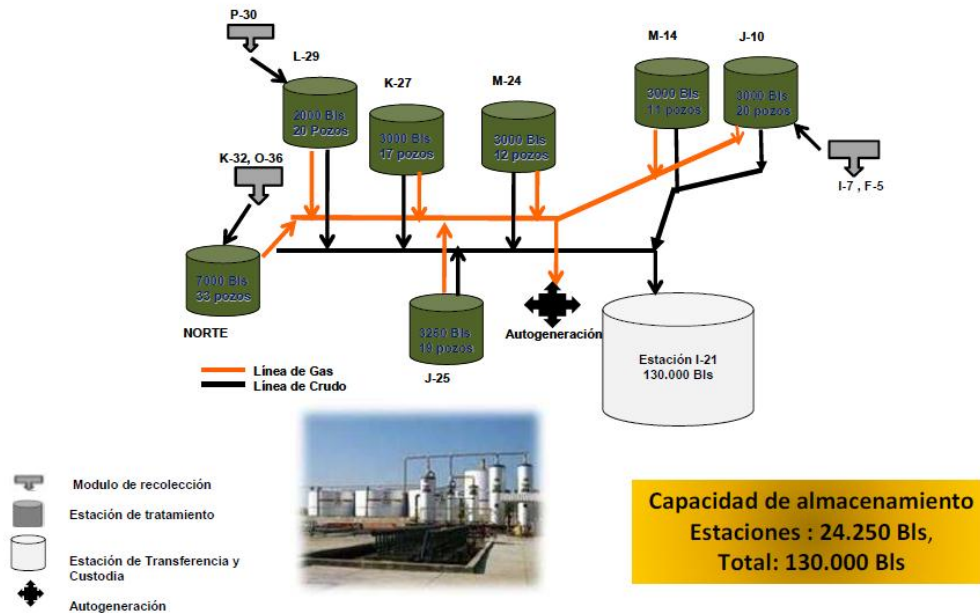 P-30
L-29
K-27
M-24
M-14
J-10
2000 Bls
20 Pozos
3000 Bls
17 pozos
3000 Bls
12 pozos
3000 Bls
11 pozos
3000 Bls
20 pozos
K-32, O-36
I-7 , F-5
7000 Bls
33 pozos
NORTE
3250 Bls
19 pozos
J-25
Autogeneración
Estación I-21
130.000 Bls
Línea de Gas
Línea de Crudo
Modulo de recolección
Estación de tratamiento
Estación de Transferencia y
Custodia
Autogeneración
Capacidad de almacenamiento
Estaciones : 24.250 Bls,
Total: 130.000 Bls